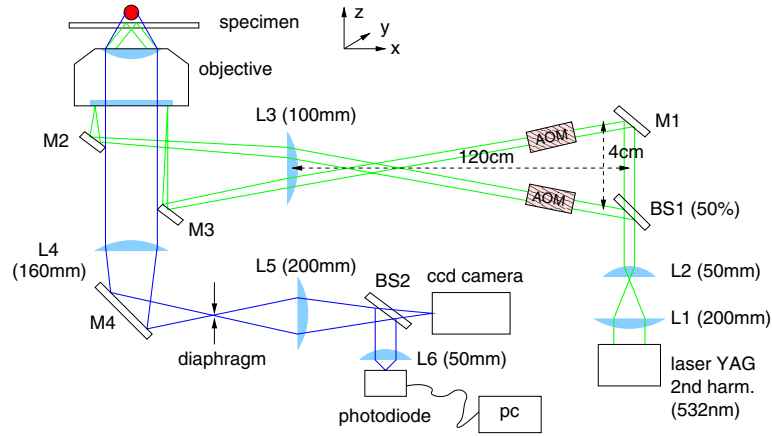 specimen
z
y
x
objective
M2
L3 (100mm)
AOM
M1
120cm
4cm
AOM
BS1 (50%)
M3
L4
(160mm)
L5 (200mm)
BS2
ccd camera
L2 (50mm)
M4
L1 (200mm)
diaphragm
L6 (50mm)
laser YAG
2nd harm.
(532nm)
photodiode
pc